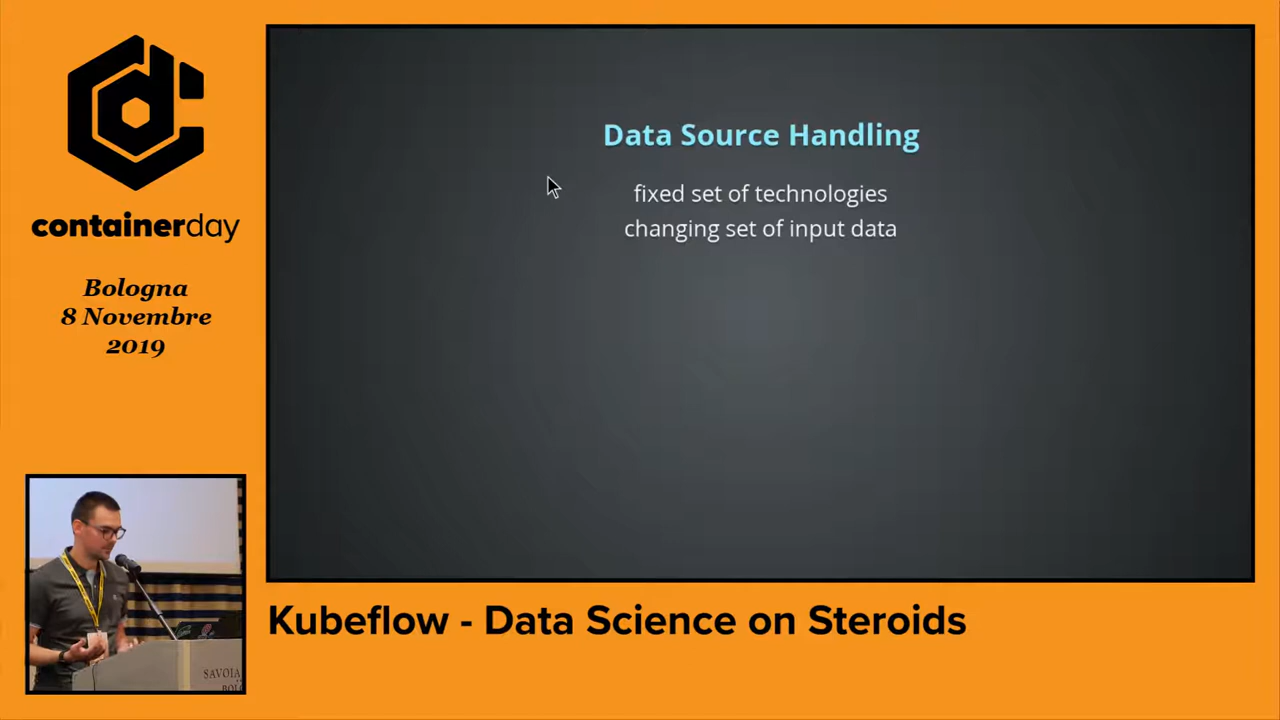 containerday
Bologna
8 Novembre
2019
Data Source Handling
fixed set of technologies
changing set of input data
SAVOIA
Kubeflow - Data Science on Steroids